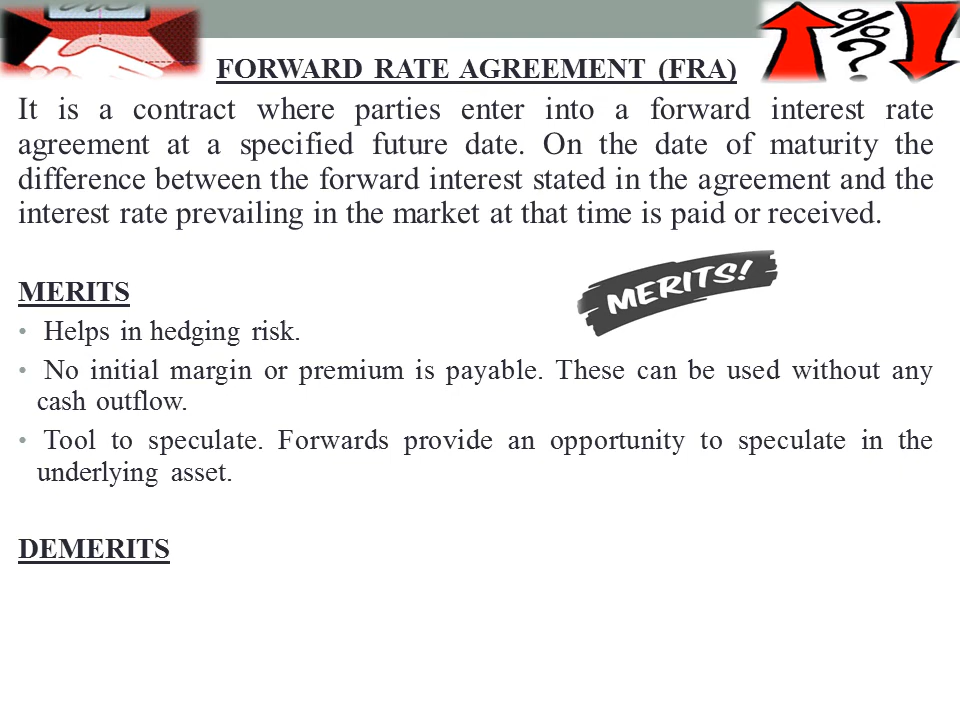 %
?
FORWARD RATE AGREEMENT (FRA)
It is a contract where parties enter into a forward interest rate
agreement at a specified future date. On the date of maturity the
difference between the forward interest stated in the agreement and the
interest rate prevailing in the market at that time is paid or received.
MERITS!
MERITS
• Helps in hedging risk.
• No initial margin or premium is payable. These can be used without any
cash outflow.
• Tool to speculate. Forwards provide an opportunity to speculate in the
underlying asset.
DEMERITS